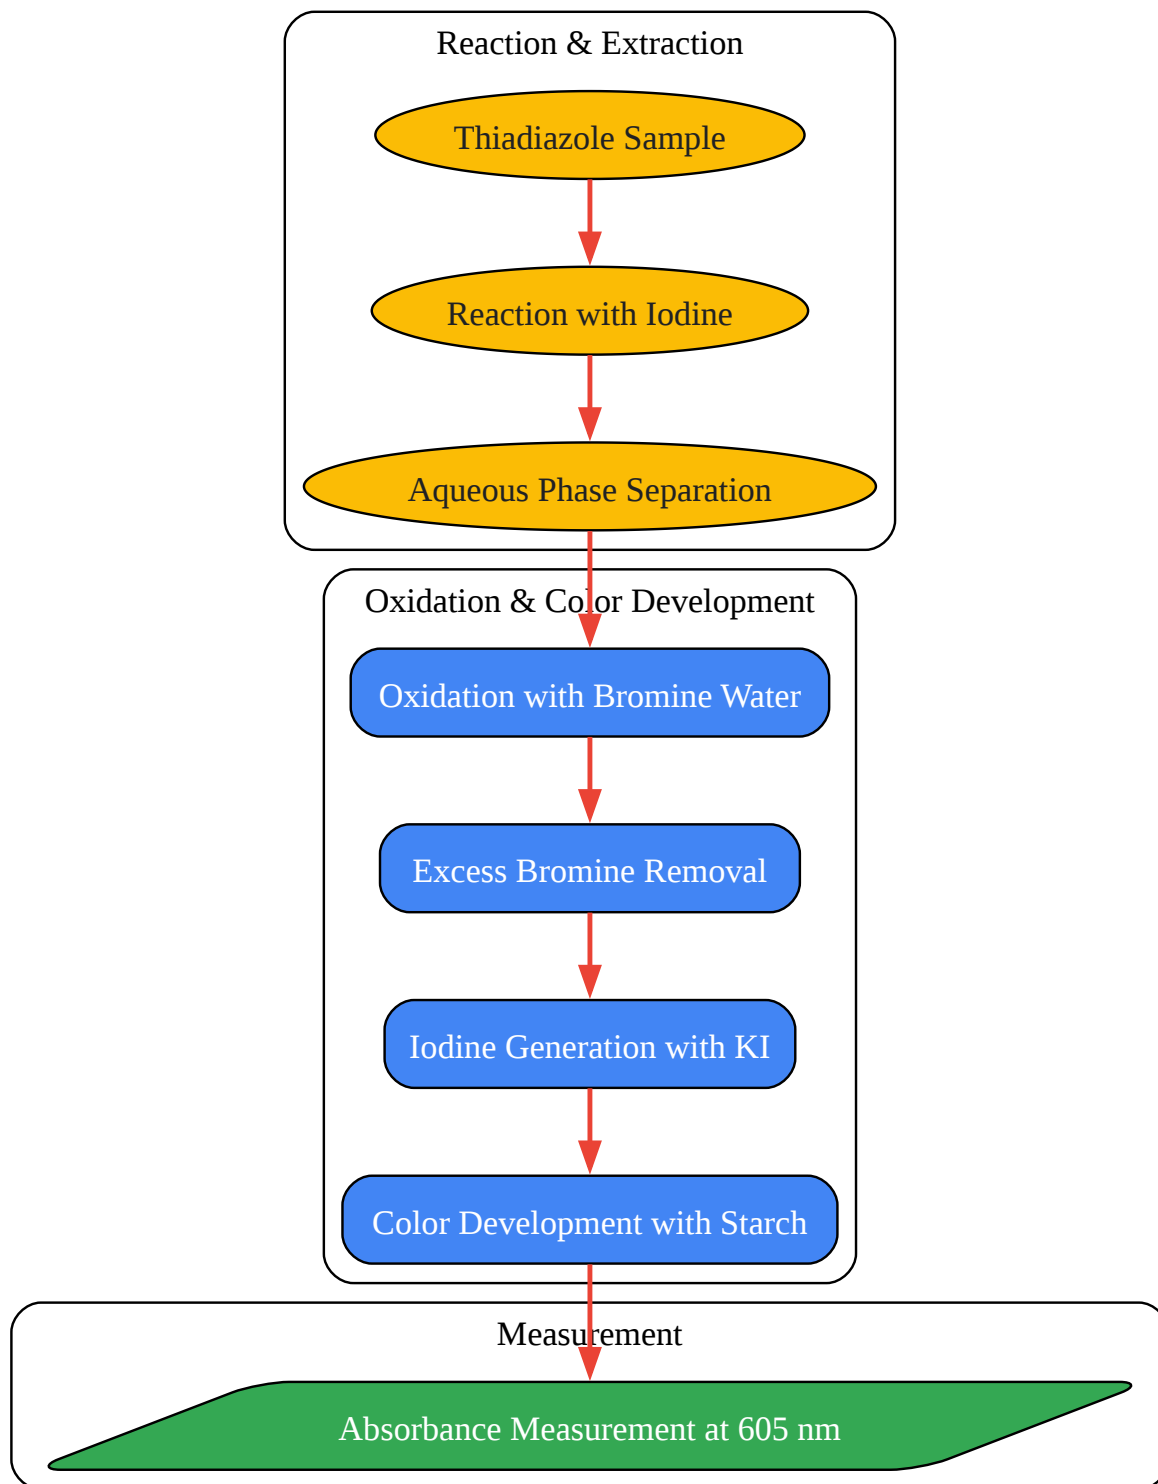 Reaction & Extraction
Thiadiazole Sample
Reaction with Iodine
Aqueous Phase Separation
Oxidation & Color Development
Oxidation with Bromine Water
Excess Bromine Removal
Iodine Generation with KI
Color Development with Starch
Measurement
Absorbance Measurement at 605 nm